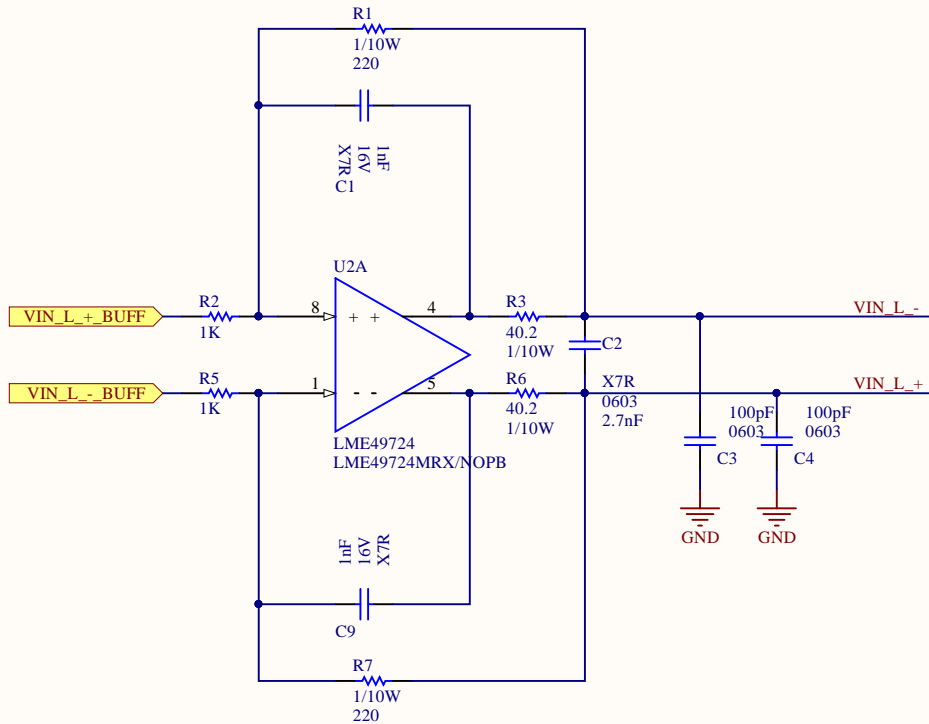 R1
1/10W
220
1nF
16V
X7R
C1
U2A
VIN_L_+_BUFF
R2
1K
8
+ +
4
R3
40.2
1/10W
VIN_L_-
C2
VIN_L_-_BUFF
R5
1K
1
- -
5
R6
40.2
1/10W
X7R
0603
2.7nF
VIN_L_+
100pF
0603
C3
100pF
0603
C4
LME49724
LME49724MRX/NOPB
GND
GND
1nF
16V
X7R
C9
R7
1/10W
220